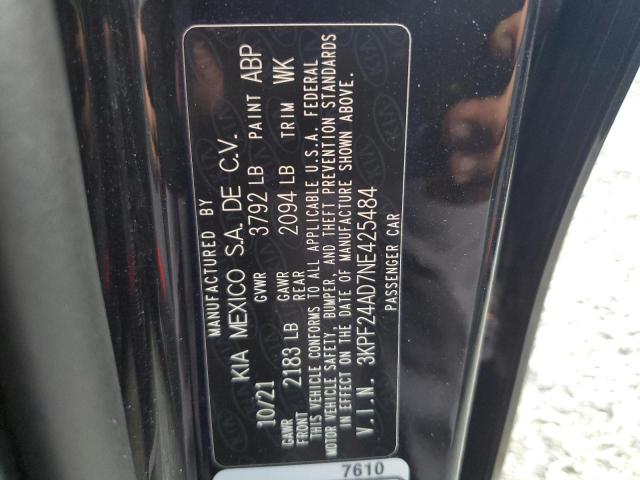 MANUFACTURED BY
KIA MEXICO S.A. DE C.V.
10/21 GVWR 3792 LB PAINT ABP
GAWR FRONT 2183 LB GAWR REAR 2094 LB TRIM WK
THIS VEHICLE CONFORMS TO ALL APPLICABLE U.S.A. FEDERAL
MOTOR VEHICLE SAFETY, BUMPER, AND THEFT PREVENTION STANDARDS
IN EFFECT ON THE DATE OF MANUFACTURE SHOWN ABOVE.
V.I.N. 3KPF24AD7NE425484
PASSENGER CAR
7610